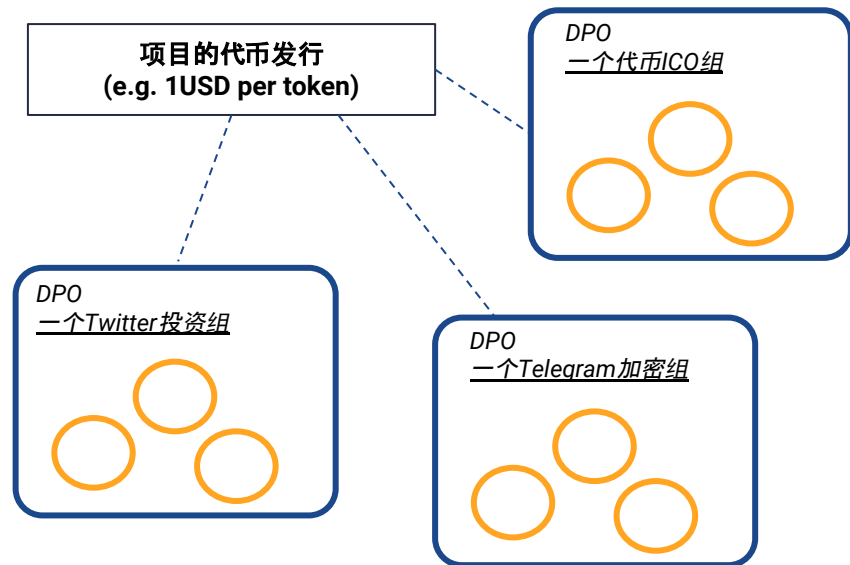 项目的代币发行
(e.g. 1USD per token)
DPO
一个代币ICO组
DPO
一个Twitter投资组
DPO
一个Telegram加密组